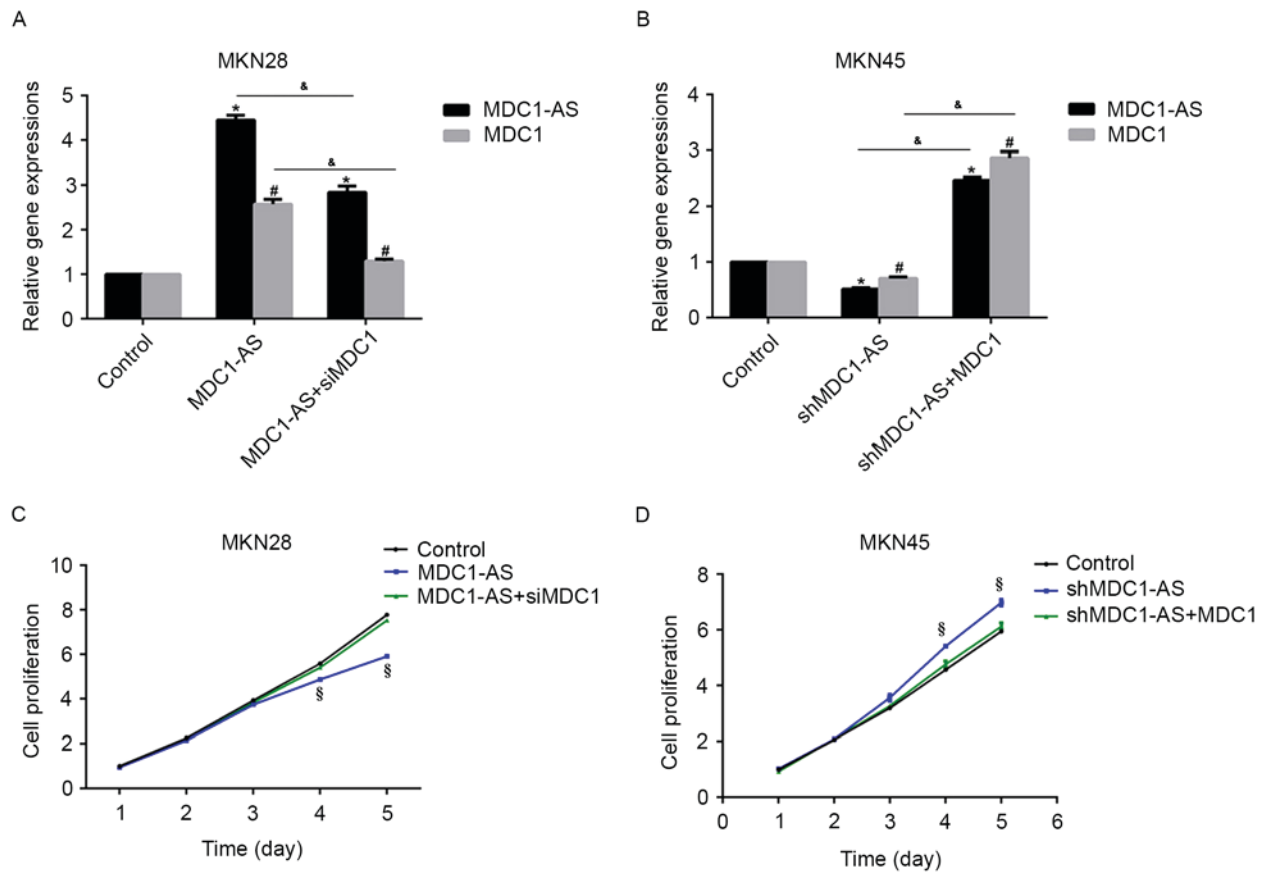 A
MKN28
Relative gene expressions
5
4
3
2
1
0
&
*
#
&
*
#
MDC1-AS
MDC1
Control
MDC1-AS
MDC1-AS+siMDC1
B
MKN45
Relative gene expressions
4
3
2
1
0
&
&
*
#
*
#
MDC1-AS
MDC1
Control
shMDC1-AS
shMDC1-AS+MDC1
C
MKN28
Cell proliferation
10
8
6
4
2
0
Control
MDC1-AS
MDC1-AS+siMDC1
§
§
1 2 3 4 5
Time (day)
D
MKN45
Cell proliferation
8
6
4
2
0
§
§
Control
shMDC1-AS
shMDC1-AS+MDC1
0 1 2 3 4 5 6
Time (day)